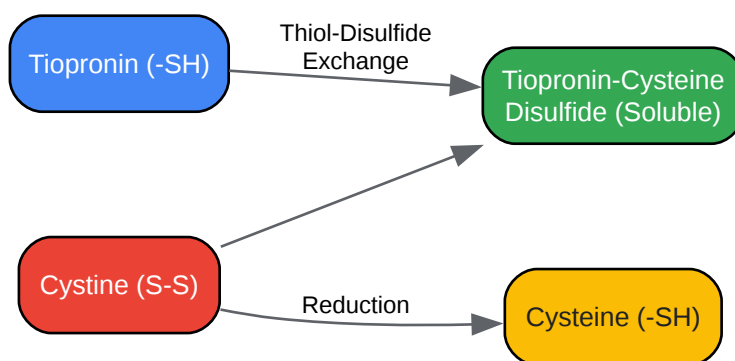 Tiopronin (-SH)
Thiol-Disulfide
Exchange
Tiopronin-Cysteine
Disulfide (Soluble)
Cystine (S-S)
Reduction
Cysteine (-SH)